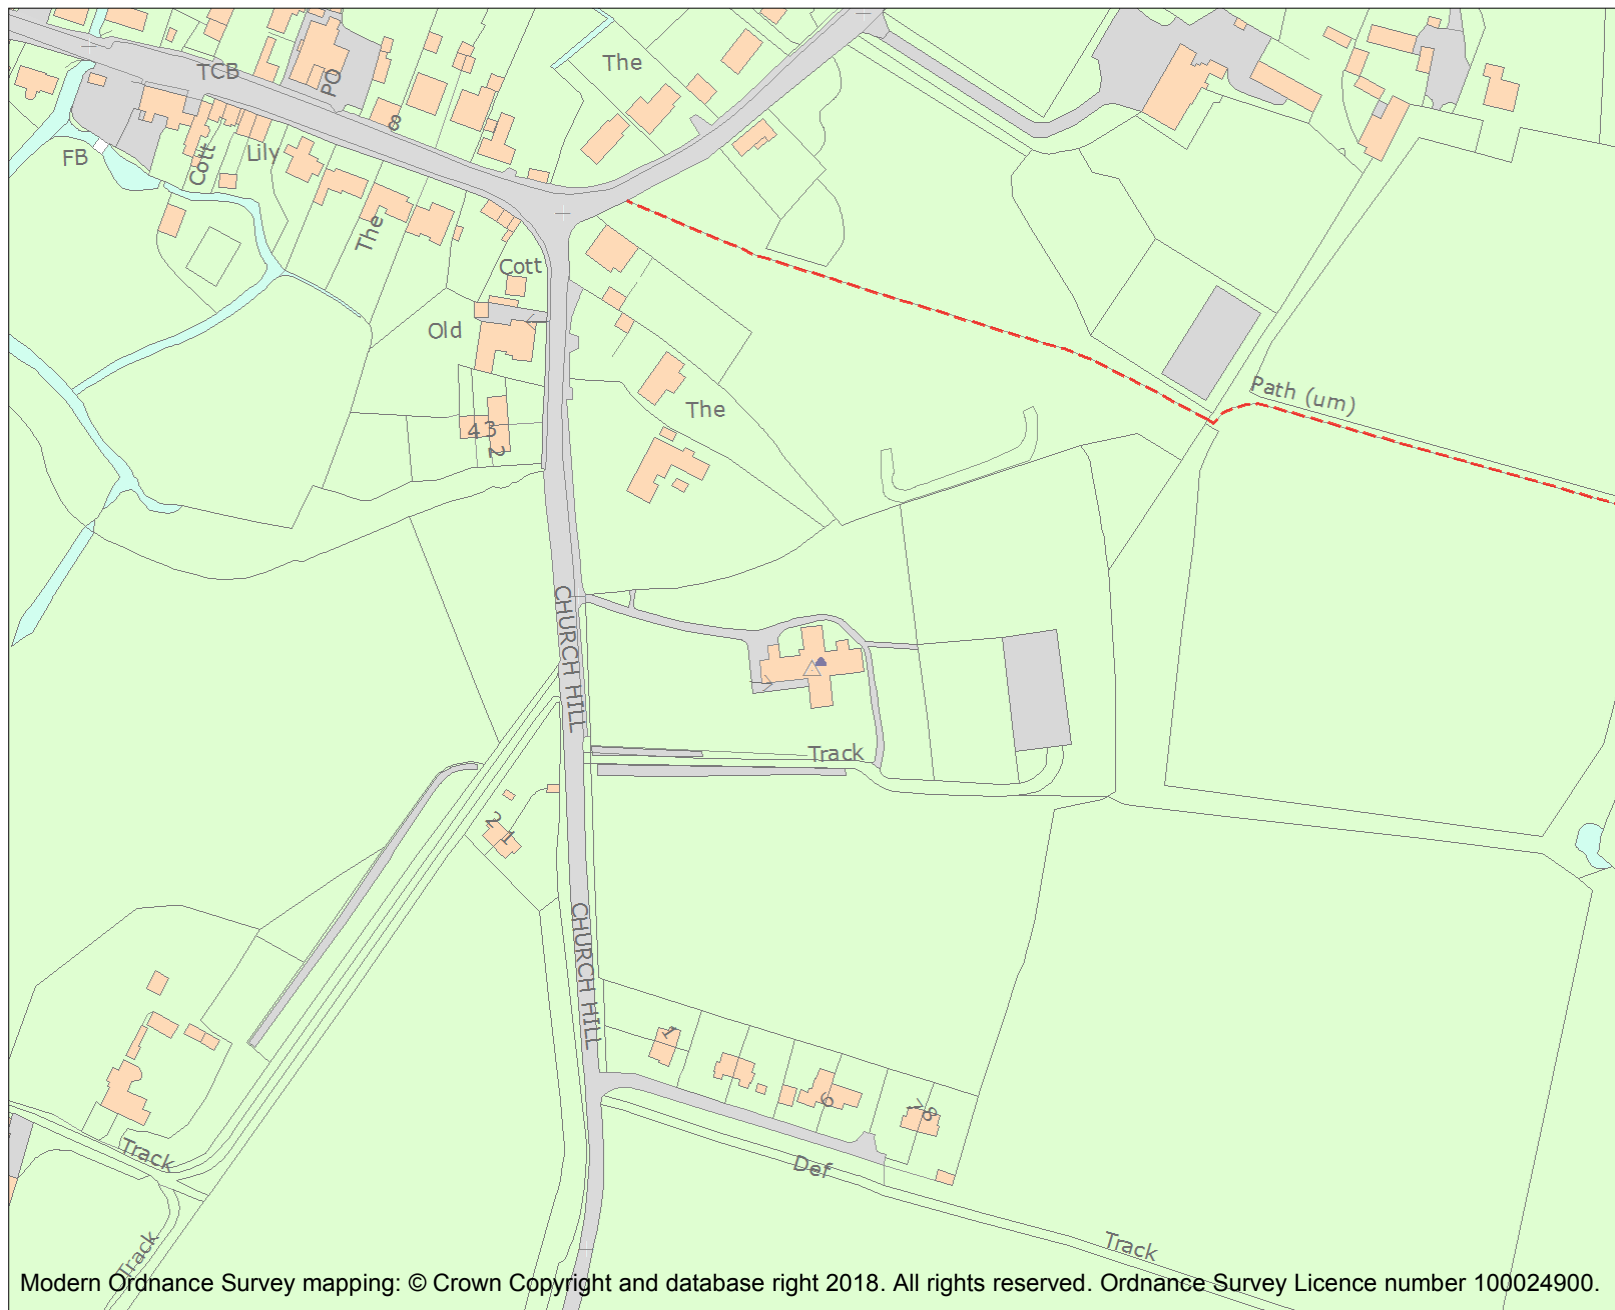 The
TCB
PO
8
FB
Cott
Lily
The
Cott
Old
Path (um)
The
4
3
2
CHURCH HILL
Track
2
1
CHURCH HILL
1
6
7
8
Track
Def
Track
Track
Modern Ordnance Survey mapping: © Crown Copyright and database right 2018. All rights reserved. Ordnance Survey Licence number 100024900.